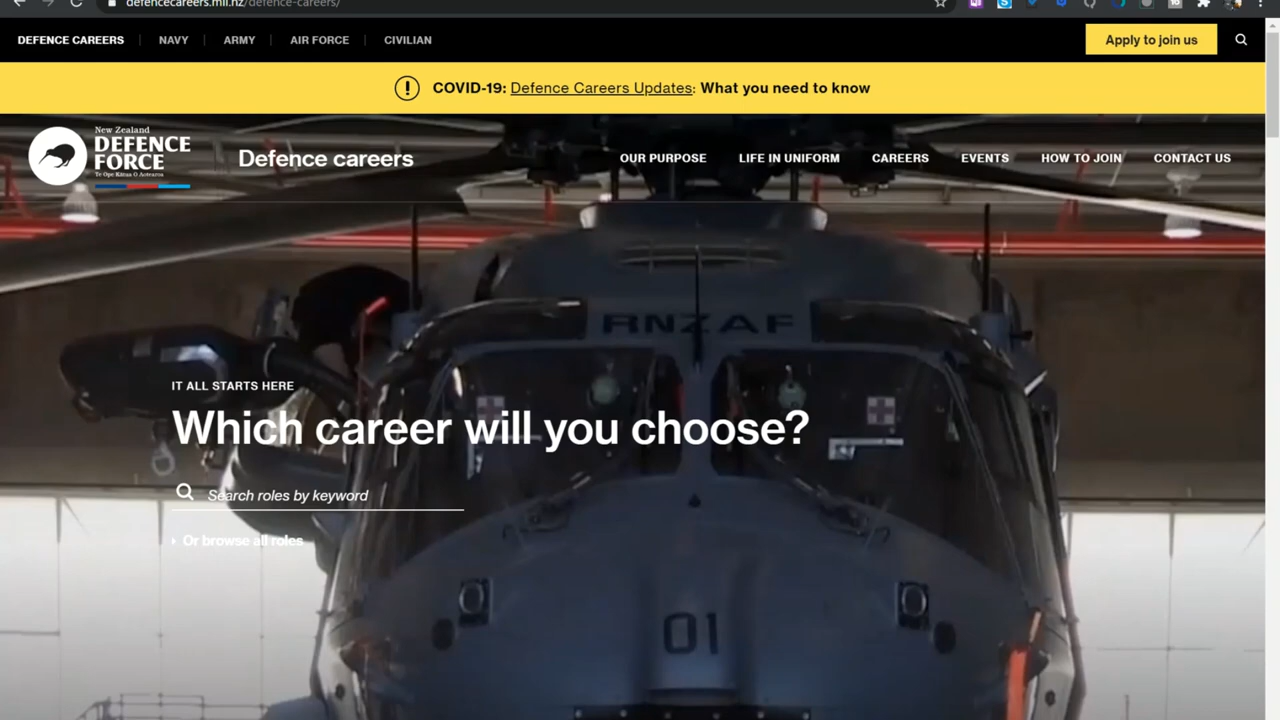 defencecareers.mil.nz/defence-careers/
DEFENCE CAREERS NAVY ARMY AIR FORCE CIVILIAN Apply to join us
COVID-19: Defence Careers Updates: What you need to know
New Zealand
DEFENCE
FORCE
Te Ope Kātua O Aotearoa
Defence careers OUR PURPOSE LIFE IN UNIFORM CAREERS EVENTS HOW TO JOIN CONTACT US
RNZAF
IT ALL STARTS HERE
Which career will you choose?
Search roles by keyword
Or browse all roles
01